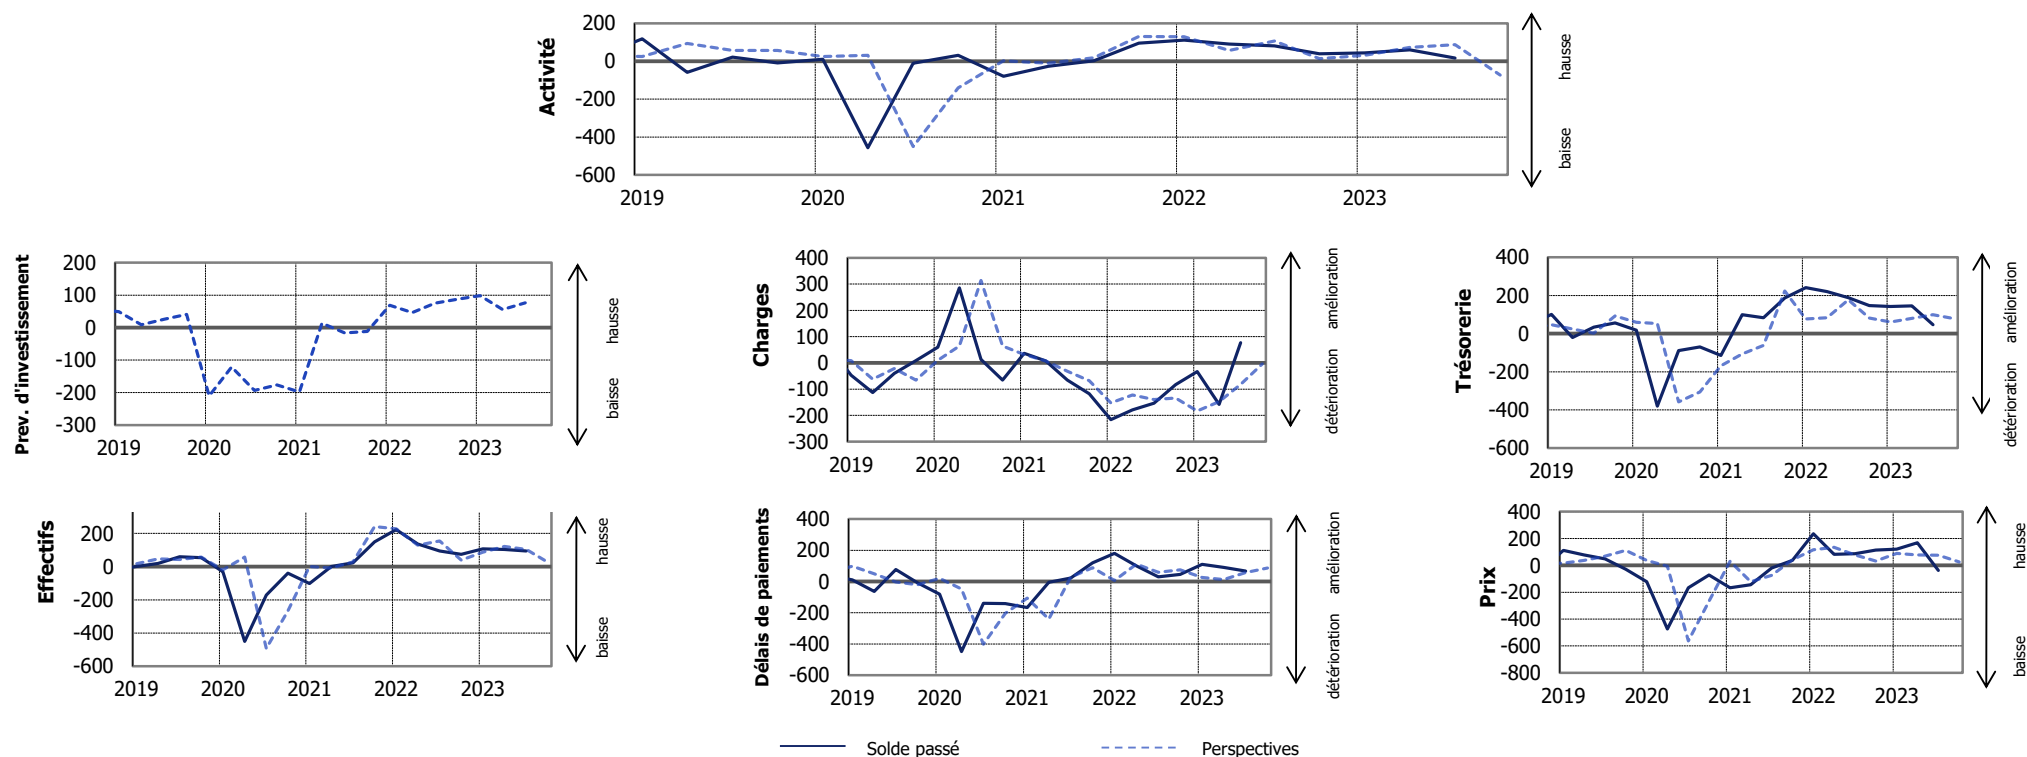 Activité
200
0
-200
-400
-600
2019 2020 2021 2022 2023
hausse
baisse
Prev. d'investissement
200
100
0
-100
-200
-300
2019 2020 2021 2022 2023
hausse
baisse
Charges
400
300
200
100
0
-100
-200
-300
2019 2020 2021 2022 2023
amélioration
détérioration
Trésorerie
400
200
0
-200
-400
-600
2019 2020 2021 2022 2023
amélioration
détérioration
Effectifs
200
0
-200
-400
-600
2019 2020 2021 2022 2023
hausse
baisse
Délais de paiements
400
200
0
-200
-400
-600
2019 2020 2021 2022 2023
amélioration
détérioration
Prix
400
200
0
-200
-400
-600
-800
2019 2020 2021 2022 2023
hausse
baisse
Solde passé Perspectives